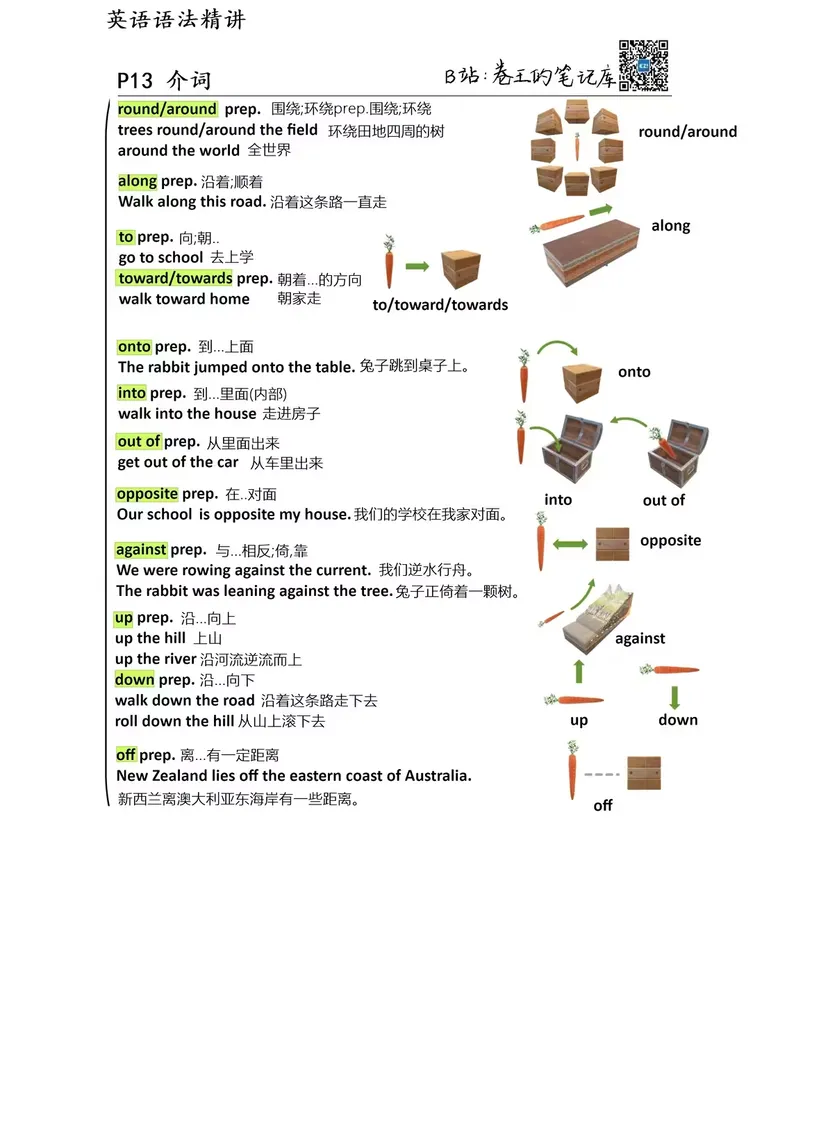 英语语法精讲
P13 介词
B站:卷王的笔记库
round/around prep. 围绕;环绕prep.围绕;环绕
trees round/around the field 环绕田地四周的树
around the world 全世界
round/around
along prep. 沿着;顺着
Walk along this road. 沿着这条路一直走
along
to prep. 向;朝..
go to school 去上学
toward/towards prep. 朝着...的方向
walk toward home 朝家走
to/toward/towards
onto prep. 到...上面
The rabbit jumped onto the table. 兔子跳到桌子上。
onto
into prep. 到...里面(内部)
walk into the house 走进房子
out of prep. 从里面出来
get out of the car 从车里出来
into
out of
opposite prep. 在..对面
Our school is opposite my house. 我们的学校在我家对面。
opposite
against prep. 与...相反;倚,靠
We were rowing against the current. 我们逆水行舟。
The rabbit was leaning against the tree. 兔子正倚着一颗树。
against
up prep. 沿...向上
up the hill 上山
up the river 沿河流逆流而上
down prep. 沿...向下
walk down the road 沿着这条路走下去
roll down the hill 从山上滚下去
up
down
off prep. 离...有一定距离
New Zealand lies off the eastern coast of Australia.
新西兰离澳大利亚东海岸有一些距离。
off